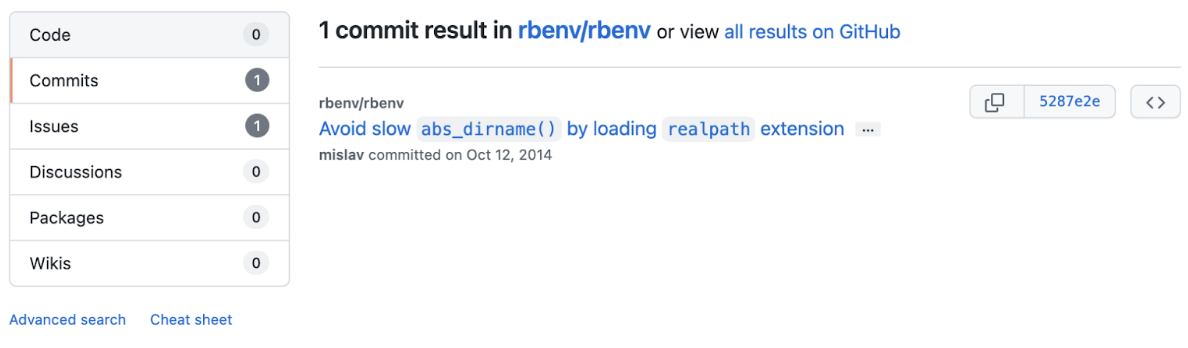 Code 0
Commits 1
Issues 1
Discussions 0
Packages 0
Wikis 0
Advanced search Cheat sheet
1 commit result in rbenv/rbenv or view all results on GitHub
rbenv/rbenv
Avoid slow abs_dirname() by loading realpath extension …
mislav committed on Oct 12, 2014
5287e2e